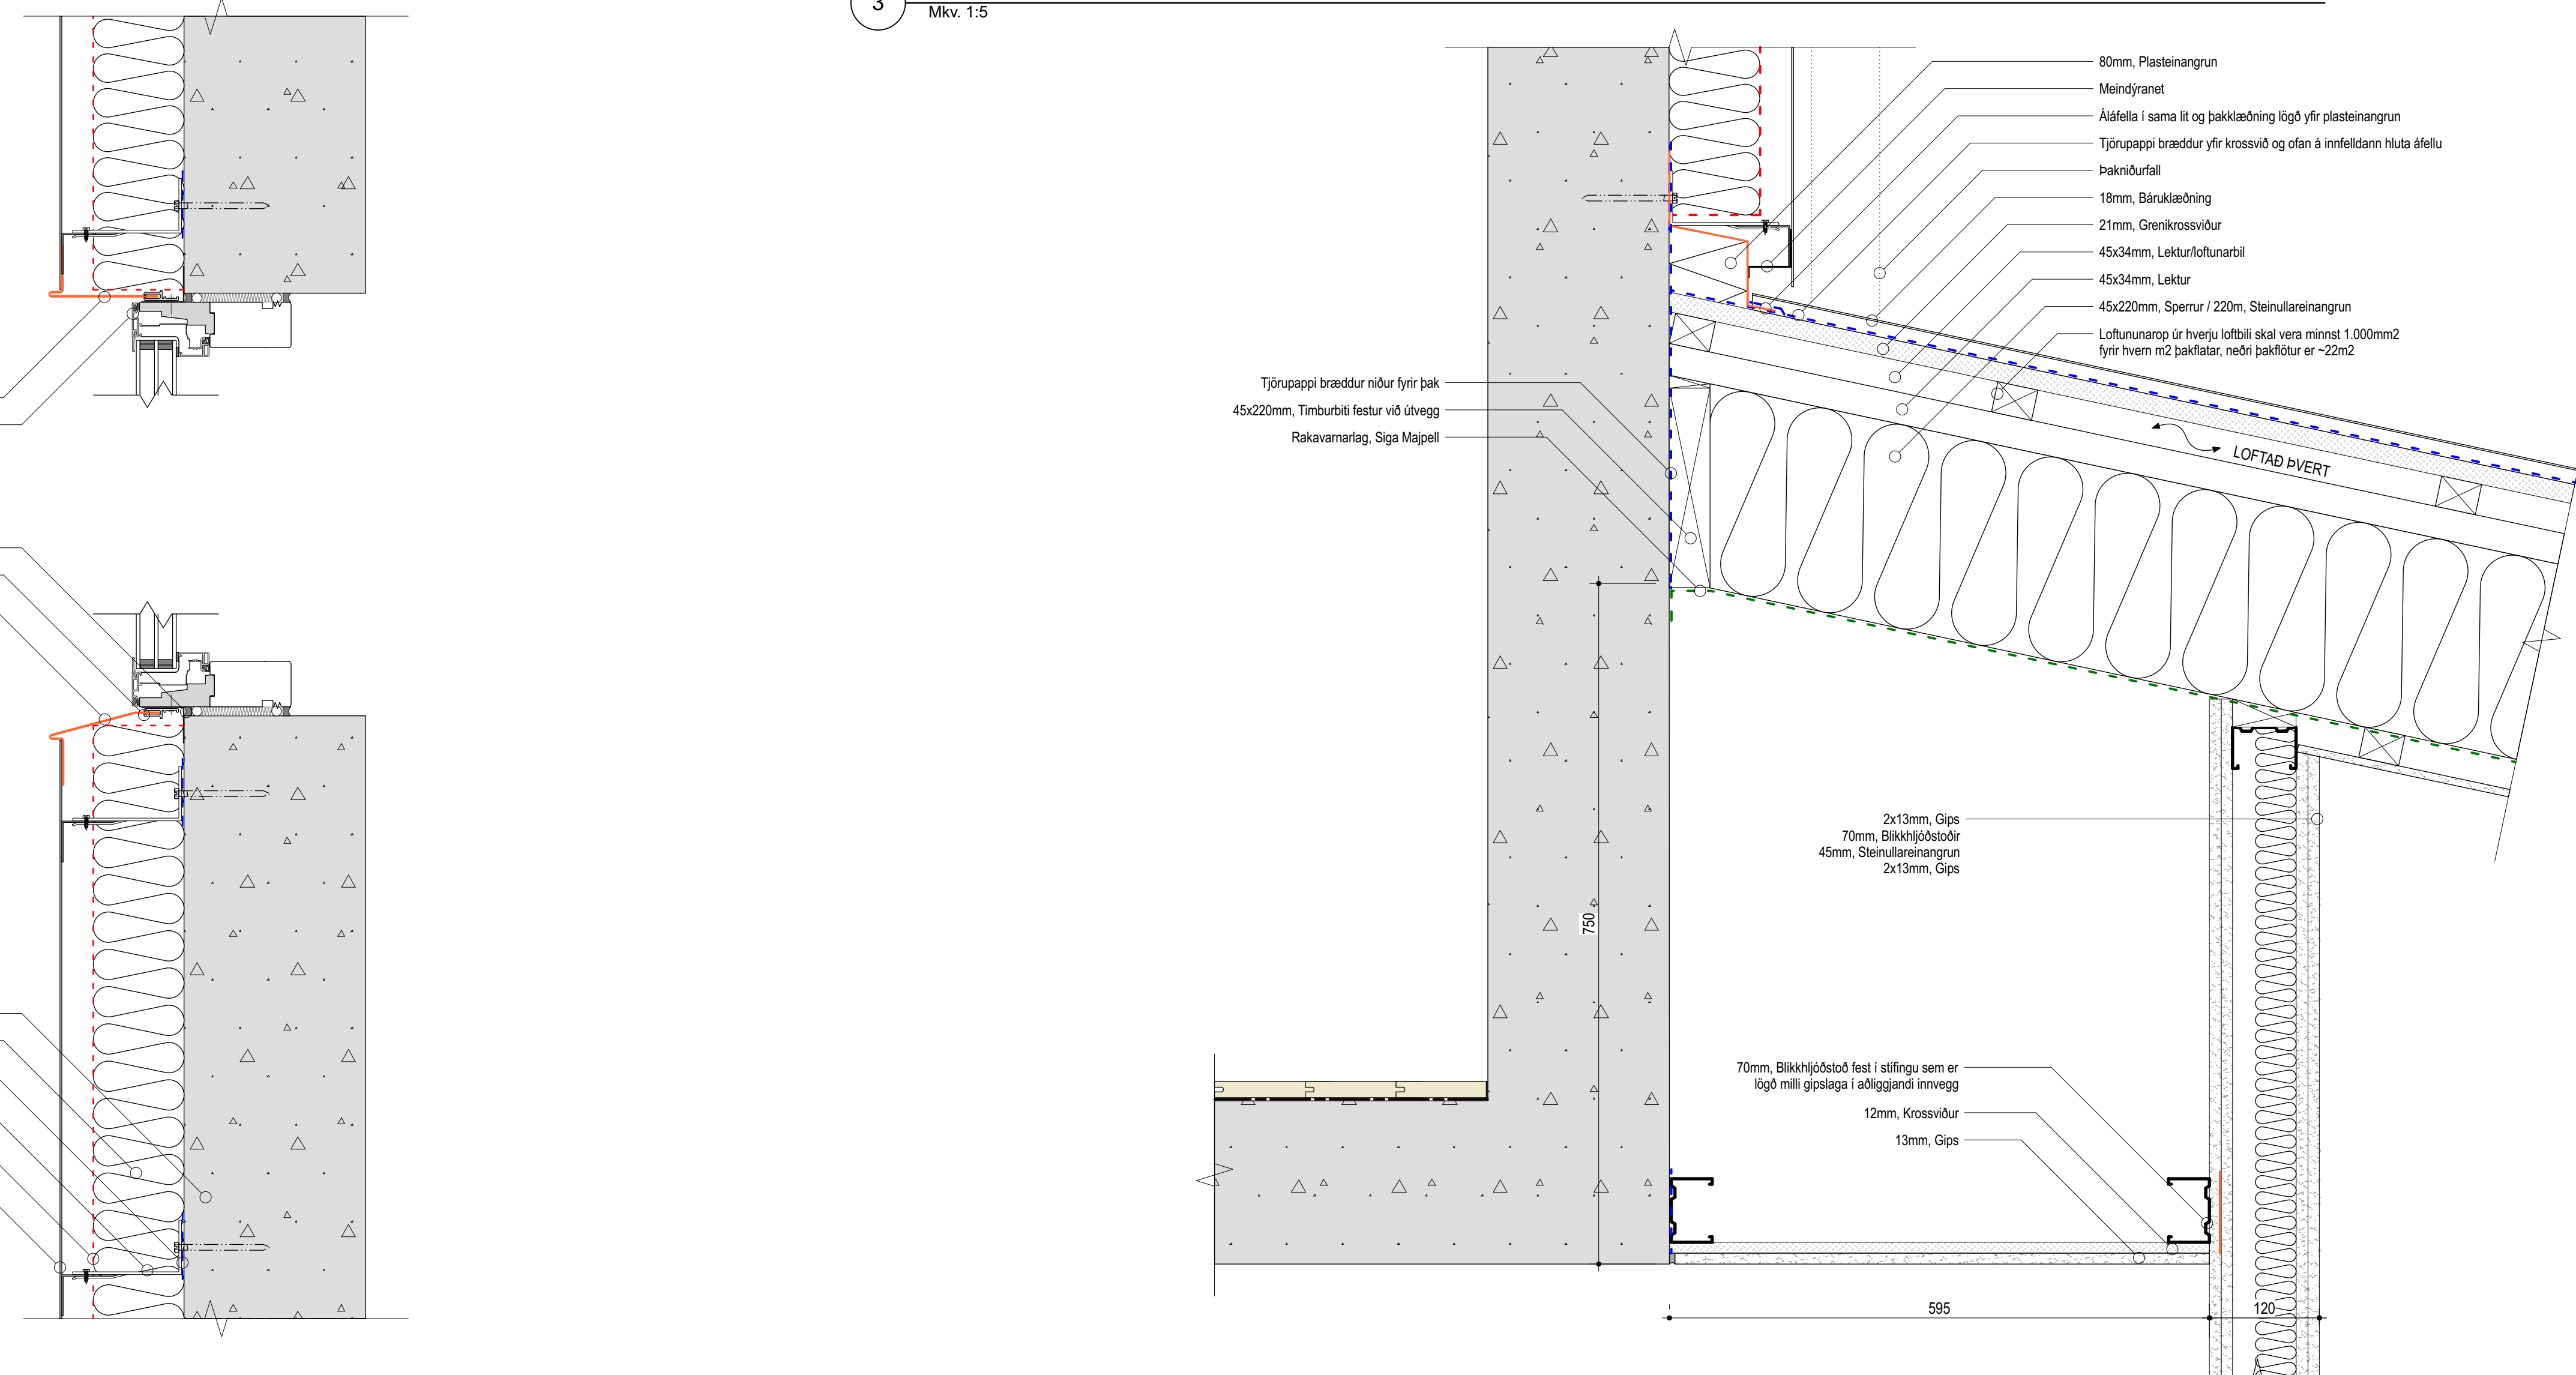 3
Mkv. 1:5
80mm, Plasteinangrun
Meindýranet
Áláfella í sama lit og þakklæðning lögð yfir plasteinangrun
Tjörupappi bræddur yfir krossvið og ofan á innfelldann hluta áfellu
Þakniðurfall
18mm, Báruklæðning
21mm, Grenikrossviður
45x34mm, Lektur/loftunarbil
45x34mm, Lektur
45x220mm, Sperrur / 220m, Steinullareinangrun
Loftununarop úr hverju loftbili skal vera minnst 1.000mm2
fyrir hvern m2 þakflatar, neðri þakflötur er ~22m2
Tjörupappi bræddur niður fyrir þak
45x220mm, Timburbiti festur við útvegg
Rakavarnarlag, Siga Majpell
LOFTAÐ ÞVERT
2x13mm, Gips
70mm, Blikkhljóðstoðir
45mm, Steinullareinangrun
2x13mm, Gips
750
70mm, Blikkhljóðstoð fest í stífingu sem er
lögð milli gipslaga í aðliggjandi innvegg
12mm, Krossviður
13mm, Gips
595
120